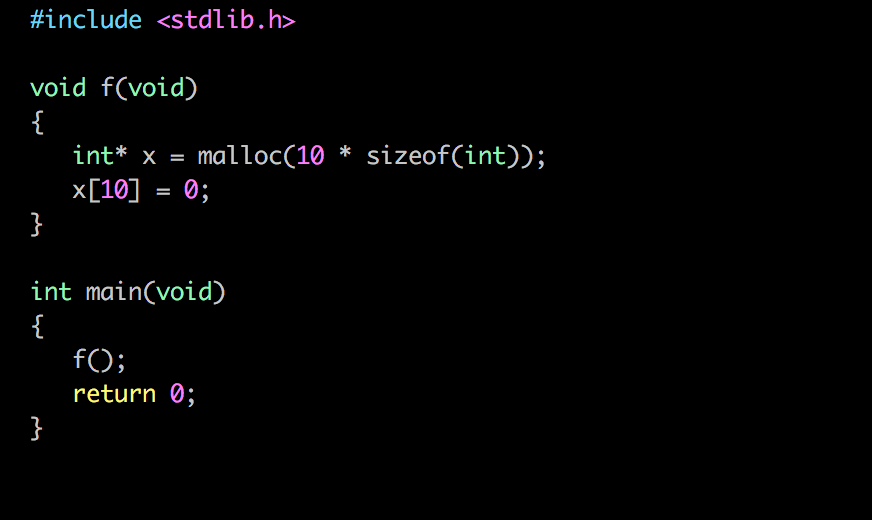 #include <stdlib.h>

void f(void)
{
   int* x = malloc(10 * sizeof(int));
   x[10] = 0;
}

int main(void)
{
   f();
   return 0;
}